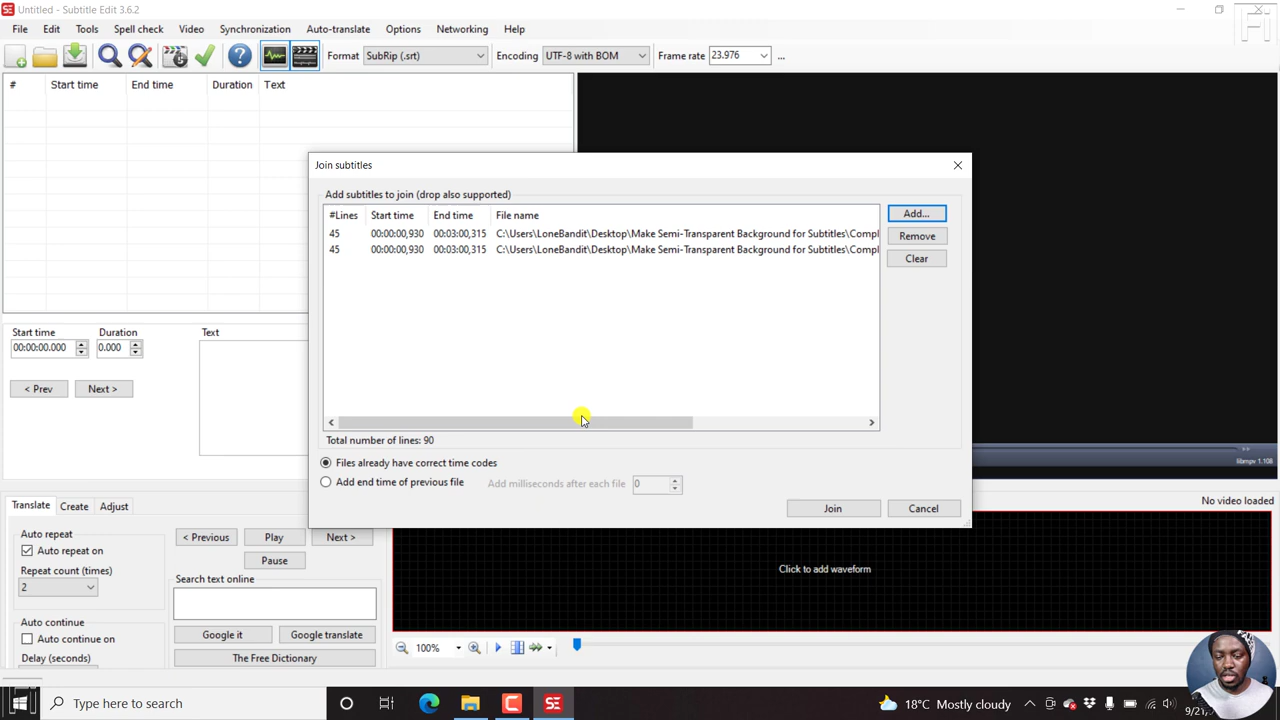 SE Untitled - Subtitle Edit 3.6.2
File Edit Tools Spell check Video Synchronization Auto-translate Options Networking Help
Format SubRip (.srt) Encoding UTF-8 with BOM Frame rate 23.976 ...
# Start time End time Duration Text
Join subtitles
Add subtitles to join (drop also supported)
#Lines Start time End time File name Add...
45 00:00:00,930 00:03:00,315 C:\Users\LoneBandit\Desktop\Make Semi-Transparent Background for Subtitles\Compl
Remove
45 00:00:00,930 00:03:00,315 C:\Users\LoneBandit\Desktop\Make Semi-Transparent Background for Subtitles\Compl
Clear
Start time Duration Text
00:00:00.000 0.000
< Prev Next >
Total number of lines: 90
libmpv 1.108
Files already have correct time codes
Add end time of previous file Add milliseconds after each file 0
Join Cancel
Translate Create Adjust No video loaded
Auto repeat
Auto repeat on
Repeat count (times)
2
Auto continue
Auto continue on
Delay (seconds)
< Previous Play Next >
Pause
Search text online
Google it Google translate
The Free Dictionary
Click to add waveform
100%
Type here to search SE 18°C Mostly cloudy